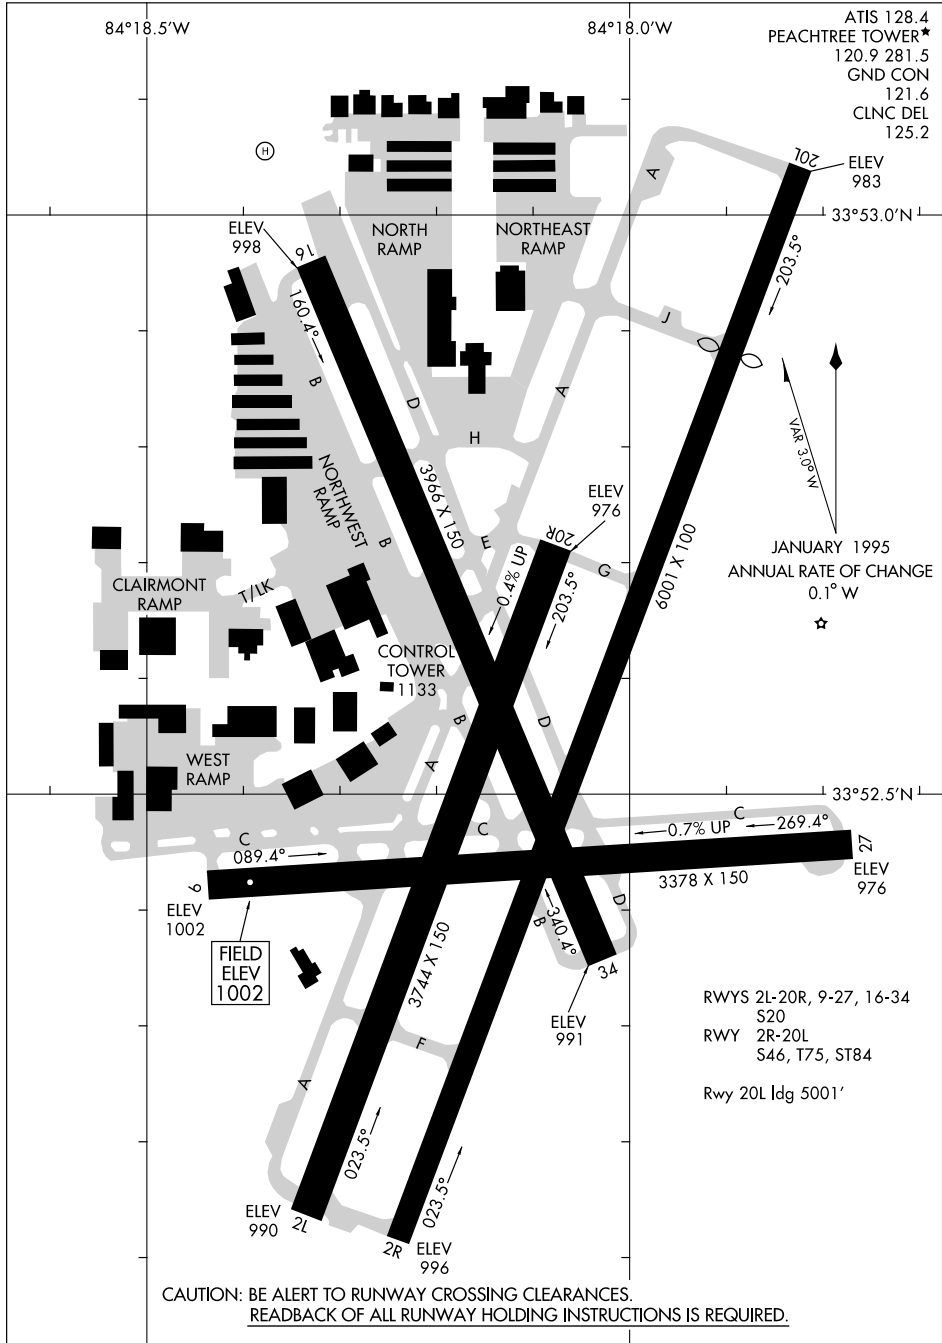 84°18.5'W
84°18.0'W
ATIS 128.4
PEACHTREE TOWER★
120.9 281.5
GND CON
121.6
CLNC DEL
125.2
H
20L
ELEV
983
A
33°53.0'N
ELEV
998
16
NORTH
RAMP
NORTHEAST
RAMP
203.5°
160.4°
J
B
D
A
VAR 3.0° W
H
NORTHWEST
RAMP
3966 X 150
ELEV
976
B
E
20R
0.4% UP
G
6001 X 100
JANUARY 1995
ANNUAL RATE OF CHANGE
0.1° W
CLAIRMONT
RAMP
T/LK
203.5°
CONTROL
TOWER
1133
B
D
WEST
RAMP
A
33°52.5'N
C
C
C
089.4°
0.7% UP
269.4°
27
9
3378 X 150
ELEV
976
ELEV
1002
D
B
340.4°
34
FIELD
ELEV
1002
3744 X 150
ELEV
991
RWYS 2L-20R, 9-27, 16-34
S20
RWY 2R-20L
S46, T75, ST84
F
A
Rwy 20L ldg 5001'
023.5°
023.5°
ELEV
990
2L
2R
ELEV
996
CAUTION: BE ALERT TO RUNWAY CROSSING CLEARANCES.
READBACK OF ALL RUNWAY HOLDING INSTRUCTIONS IS REQUIRED.